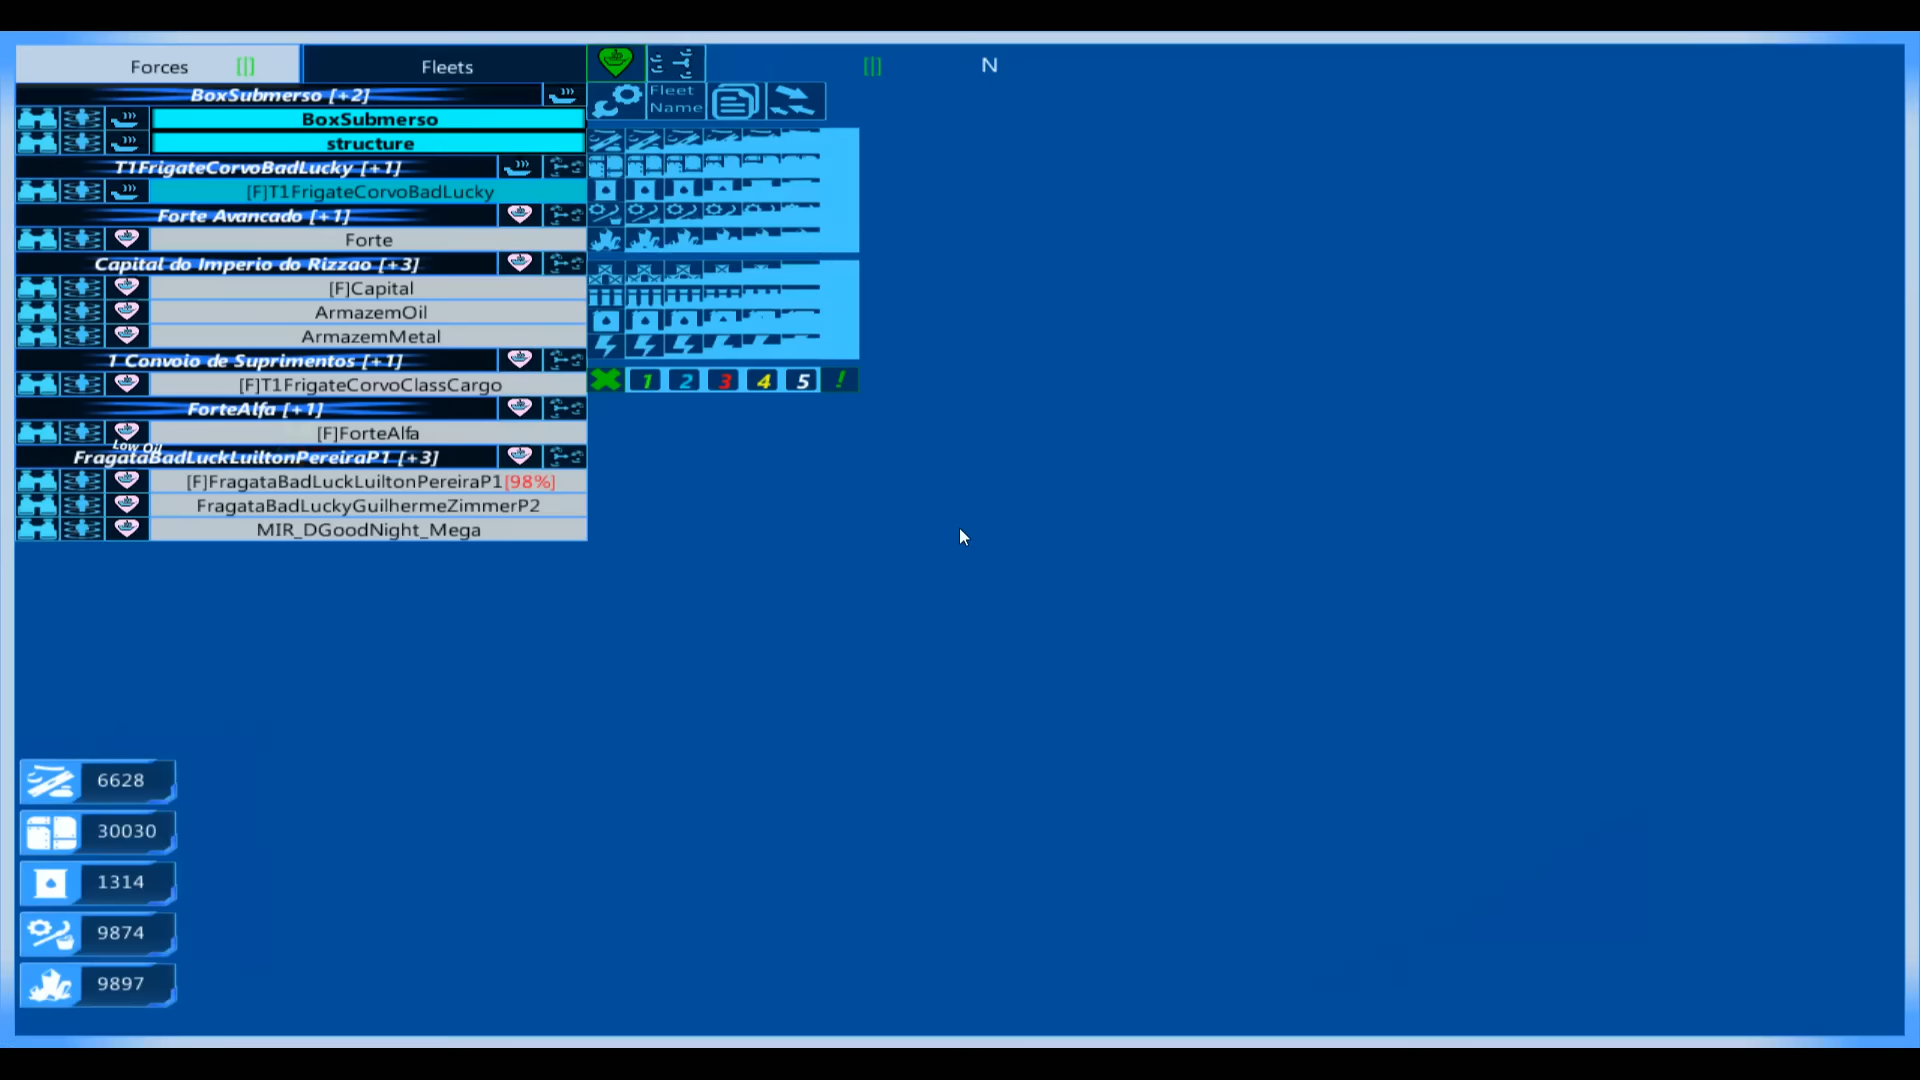 Forces [|]
Fleets
[|]
N
BoxSubmerso [+2]
Fleet Name
BoxSubmerso
structure
T1FrigateCorvoBadLucky [+1]
[F]T1FrigateCorvoBadLucky
Forte Avancado [+1]
Forte
Capital do Imperio do Rizzao [+3]
[F]Capital
ArmazemOil
ArmazemMetal
1 Convoio de Suprimentos [+1]
[F]T1FrigateCorvoClassCargo
1 2 3 4 5 !
ForteAlfa [+1]
[F]ForteAlfa
Low Oil
FragataBadLuckLuiltonPereiraP1 [+3]
[F]FragataBadLuckLuiltonPereiraP1[98%]
FragataBadLuckyGuilhermeZimmerP2
MIR_DGoodNight_Mega
6628
30030
1314
9874
9897